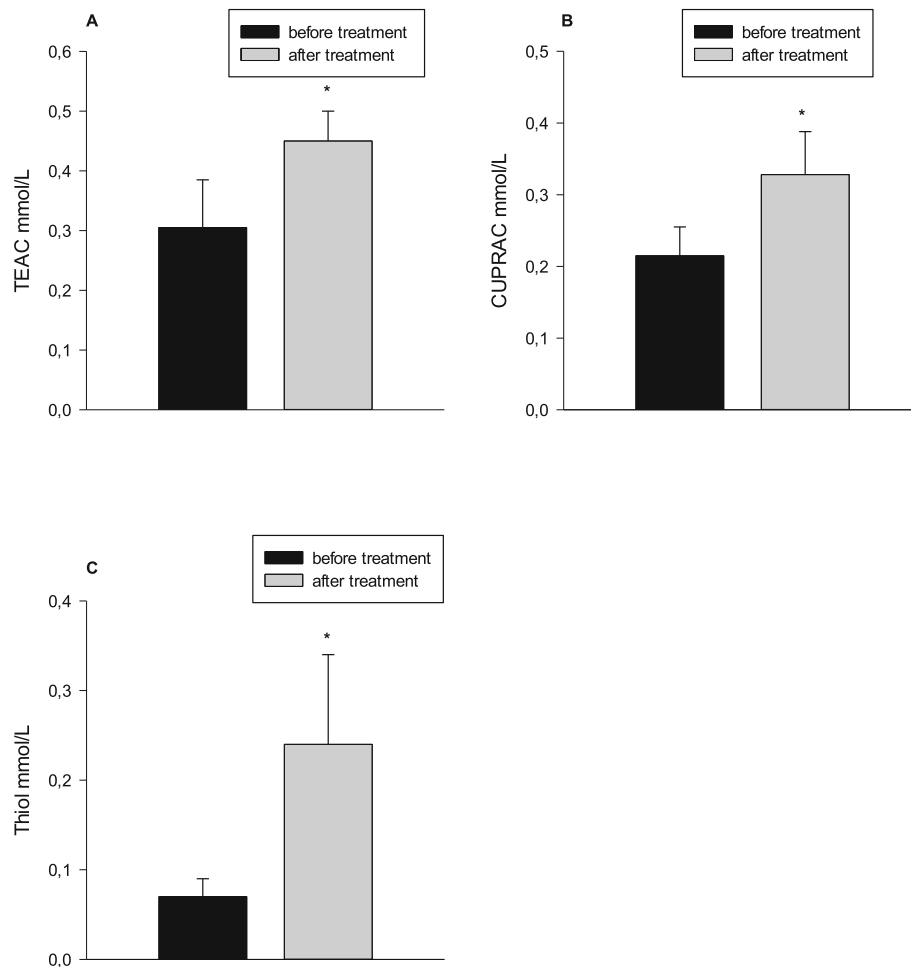 A
before treatment
after treatment
0,6
0,5
0,4
0,3
0,2
0,1
0,0
TEAC mmol/L
*
B
before treatment
after treatment
0,5
0,4
0,3
0,2
0,1
0,0
CUPRAC mmol/L
*
C
before treatment
after treatment
0,4
0,3
0,2
0,1
0,0
Thiol mmol/L
*